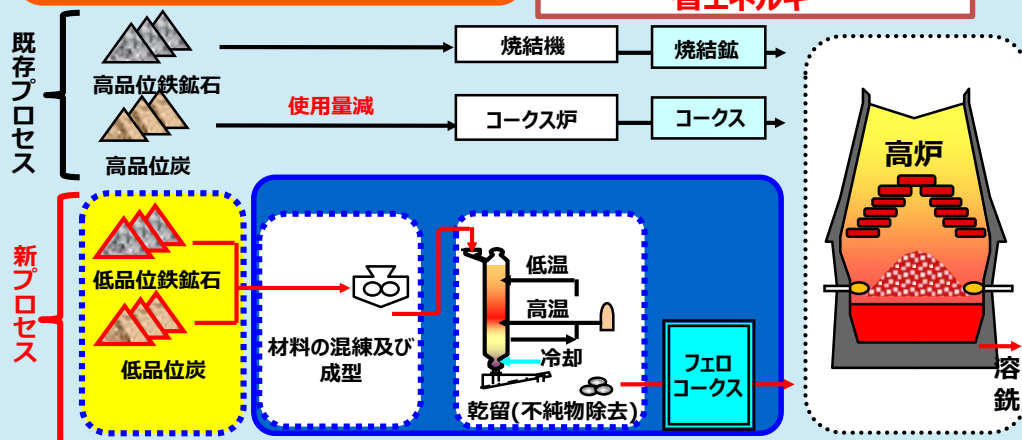 省エネルギー
既存プロセス
高品位鉄鉱石
焼結機
焼結鉱
使用量減
コークス炉
コークス
高品位炭
高炉
新プロセス
低品位鉄鉱石
低品位炭
材料の混練及び
成型
低温
高温
冷却
乾留(不純物除去)
フェロ
コークス
溶
銑